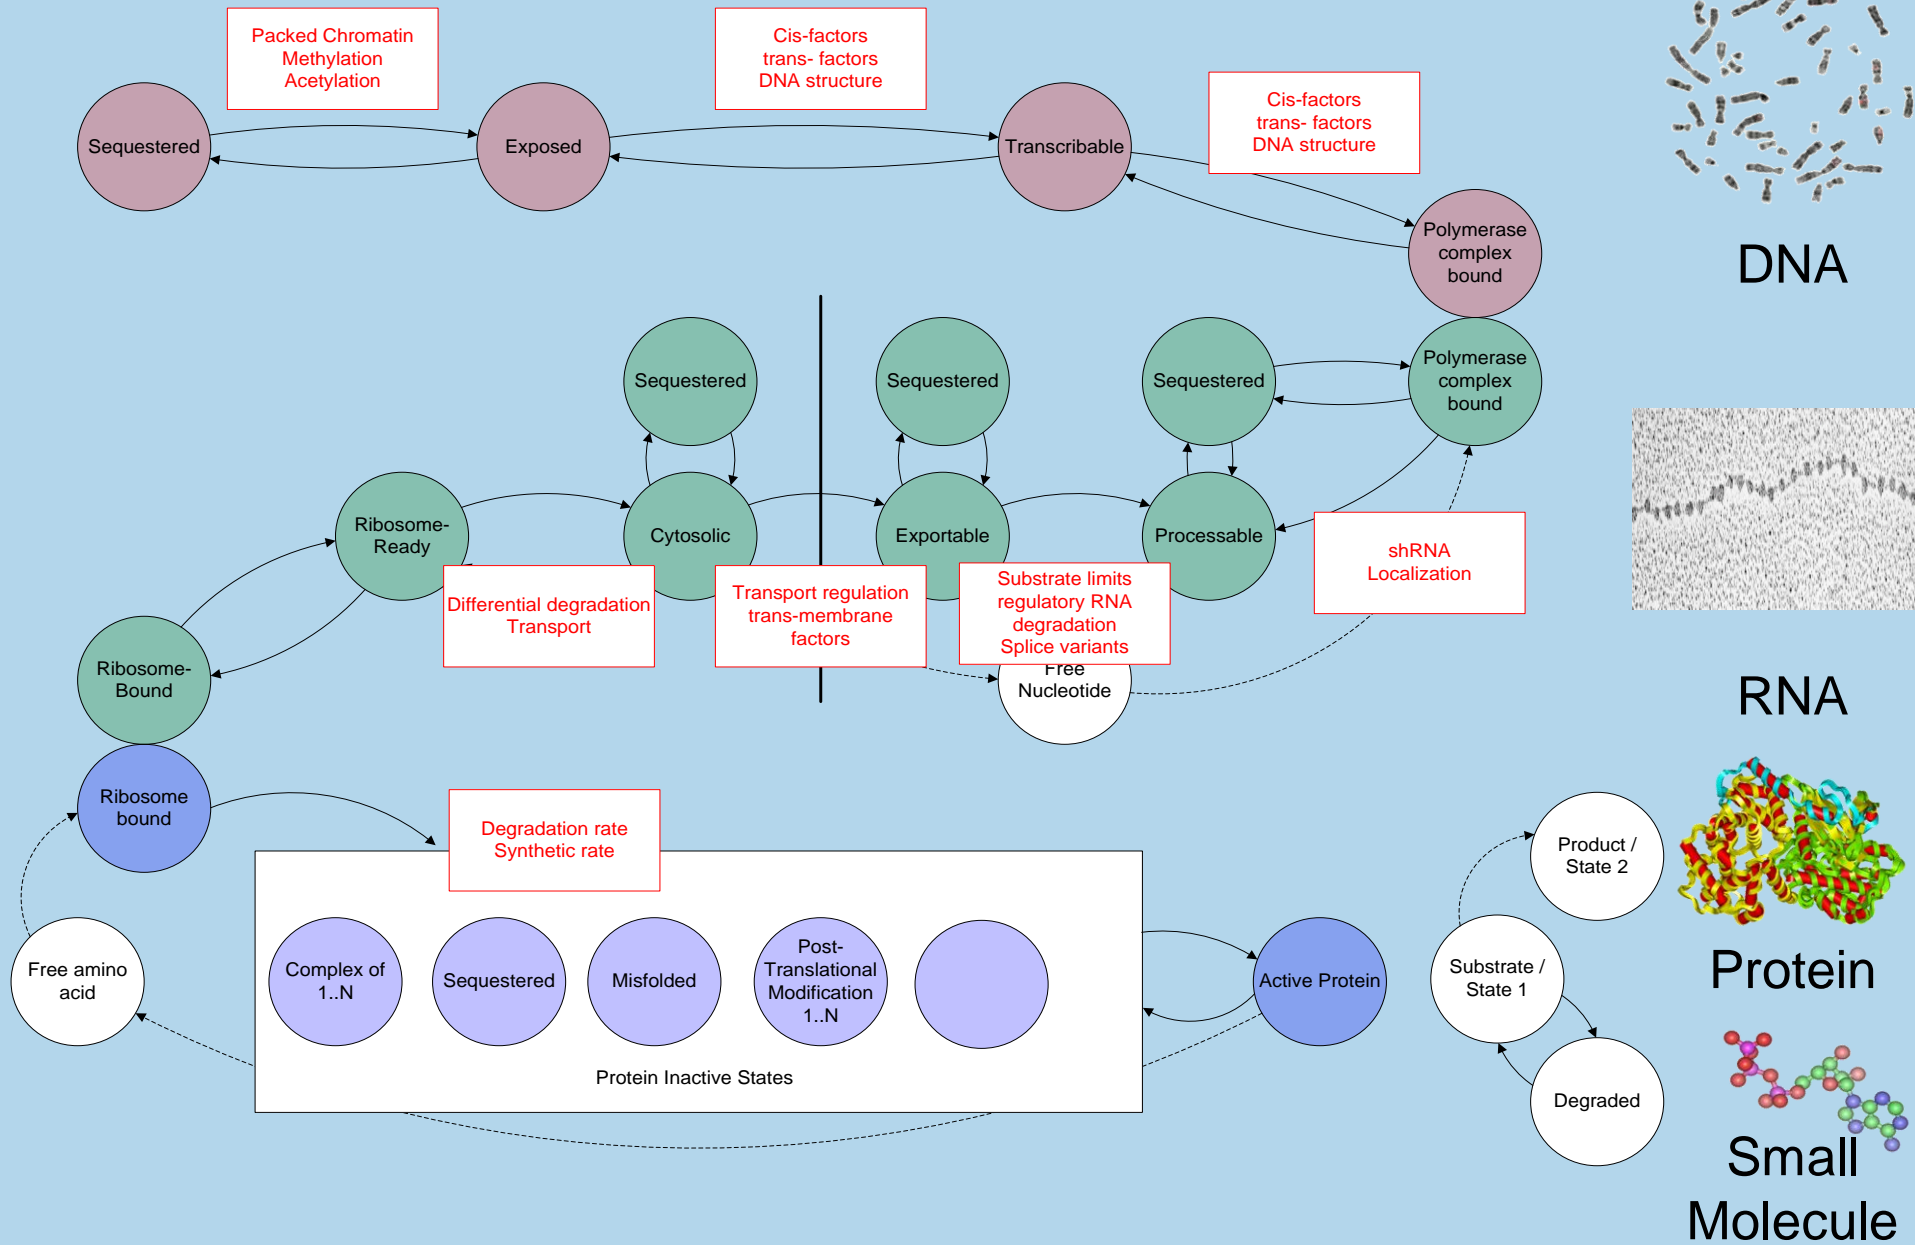 Packed Chromatin
Methylation
Acetylation
Cis-factors
trans- factors
DNA structure
Cis-factors
trans- factors
DNA structure
Sequestered
Exposed
Transcribable
Polymerase
complex
bound
DNA
Sequestered
Sequestered
Sequestered
Polymerase
complex
bound
Ribosome-
Ready
Cytosolic
Exportable
Processable
shRNA
Localization
Differential degradation
Transport
Transport regulation
trans-membrane
factors
Substrate limits
regulatory RNA
degradation
Splice variants
Free
Nucleotide
Ribosome-
Bound
RNA
Ribosome
bound
Degradation rate
Synthetic rate
Product /
State 2
Free amino
acid
Complex of
1..N
Sequestered
Misfolded
Post-
Translational
Modification
1..N
Active Protein
Substrate /
State 1
Protein
Protein Inactive States
Degraded
Small
Molecule